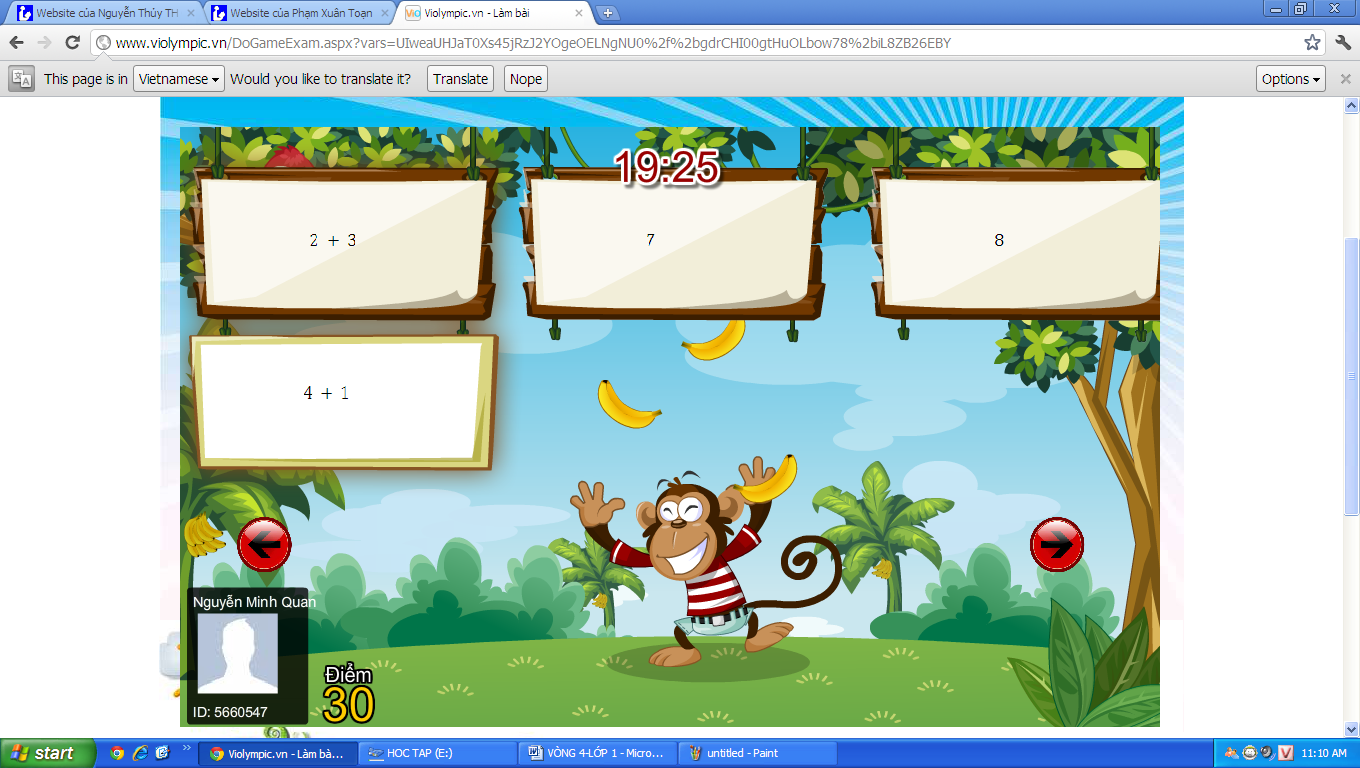 Website của Nguyễn Thúy TH
Website của Phạm Xuân Toạn
Violympic.vn - Làm bài
www.violympic.vn/DoGameExam.aspx?vars=UIweaUHJaT0Xs45jRzJ2YOgeOELNgNU0%2f%2bgdrCHI00gtHuOLbow78%2biL8ZB26EBY
This page is in Vietnamese Would you like to translate it? Translate Nope Options
19:25
2 + 3
7
8
4 + 1
Nguyễn Minh Quan
ID: 5660547
Điểm
30
start
Violympic.vn - Làm bà...
HOC TAP (E:)
VÒNG 4-LỚP 1 - Micro...
untitled - Paint
V
11:10 AM